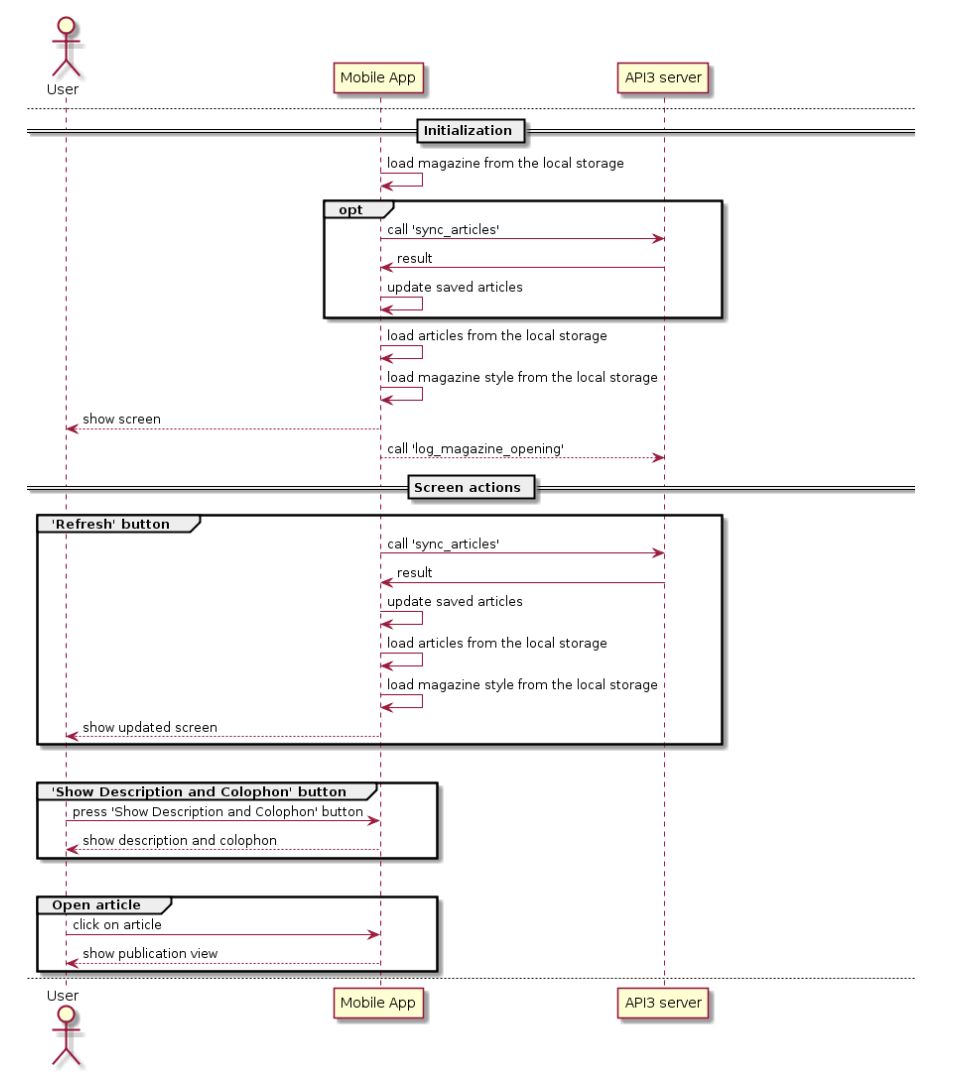 User
Mobile App
API3 server
Initialization
load magazine from the local storage
opt
call 'sync_articles'
result
update saved articles
load articles from the local storage
load magazine style from the local storage
show screen
call 'log_magazine_opening'
Screen actions
'Refresh' button
call 'sync_articles'
result
update saved articles
load articles from the local storage
load magazine style from the local storage
show updated screen
'Show Description and Colophon' button
press 'Show Description and Colophon' button
show description and colophon
Open article
click on article
show publication view
User
Mobile App
API3 server